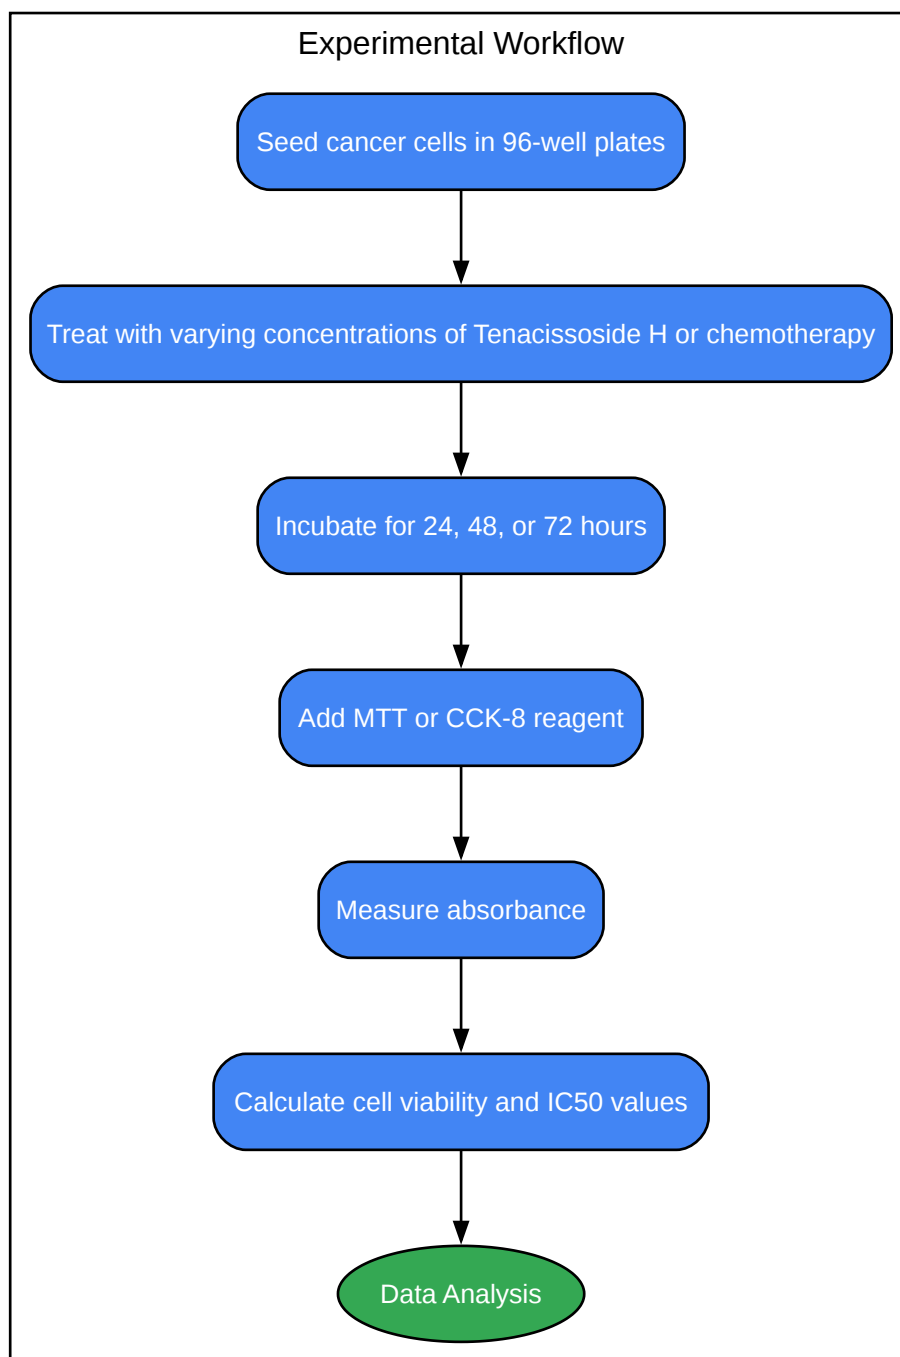 Experimental Workflow
Seed cancer cells in 96-well plates
Treat with varying concentrations of Tenacissoside H or chemotherapy
Incubate for 24, 48, or 72 hours
Add MTT or CCK-8 reagent
Measure absorbance
Calculate cell viability and IC50 values
Data Analysis